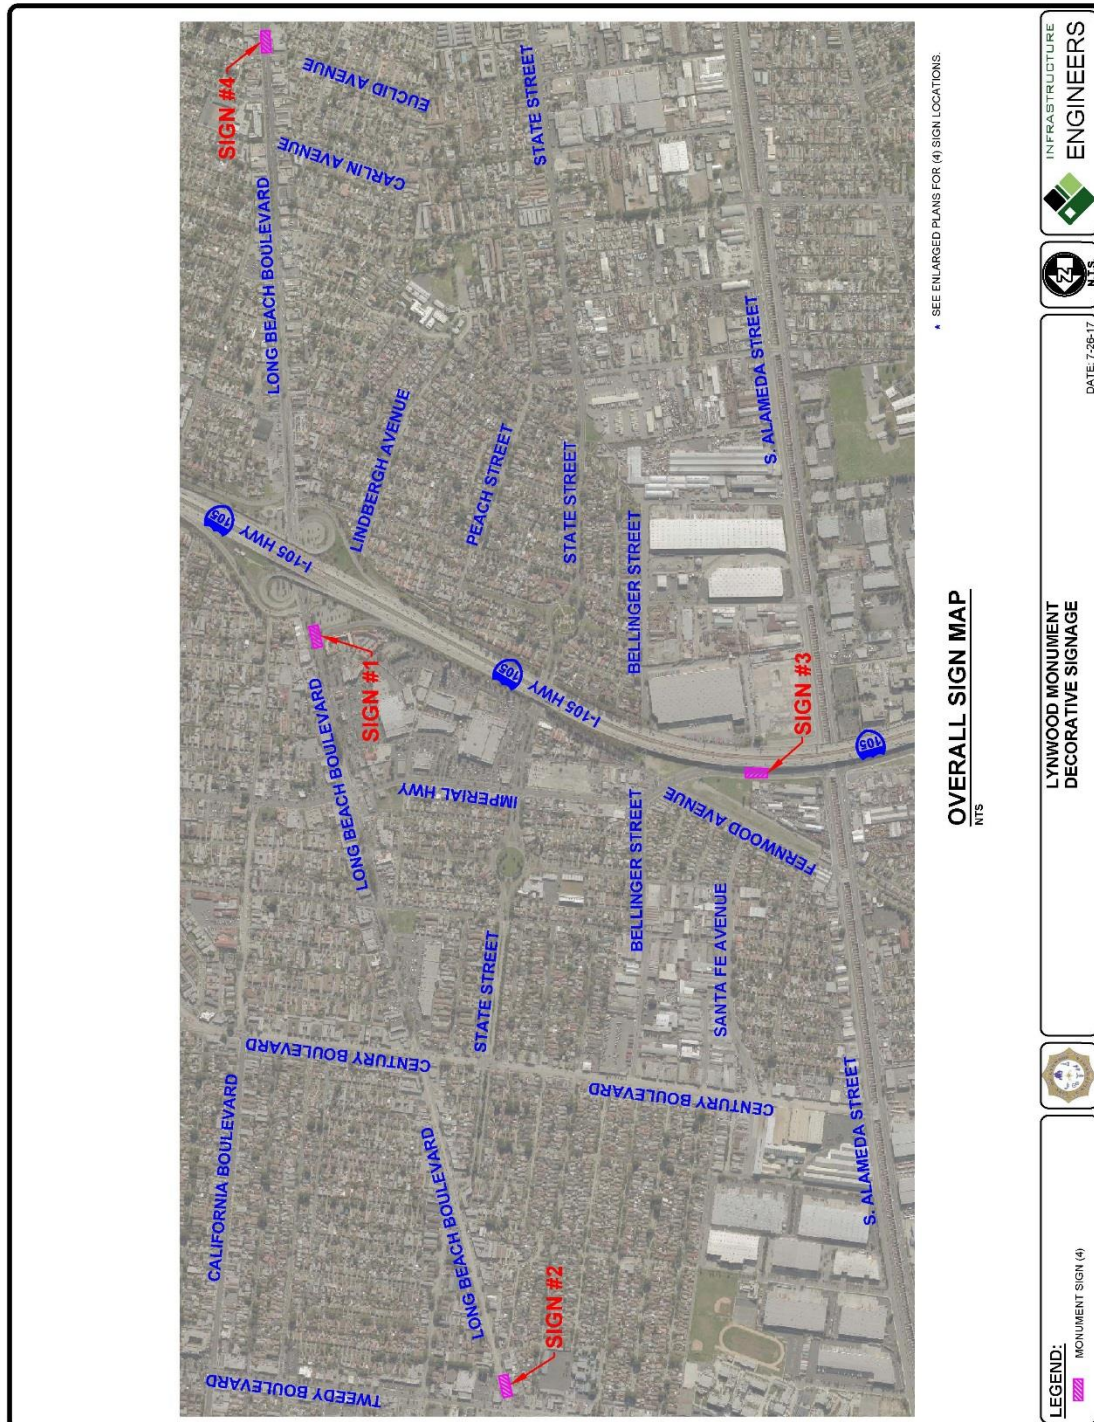 SIGN #4
EUCLID AVENUE
CARLIN AVENUE
LONG BEACH BOULEVARD
STATE STREET
LINDBERGH AVENUE
PEACH STREET
STATE STREET
S. ALAMEDA STREET
105
I-105 HWY
BELLINGER STREET
SIGN #1
LONG BEACH BOULEVARD
105
I-105 HWY
SIGN #3
105
IMPERIAL HWY
BELLINGER STREET
FERNWOOD AVENUE
SANTA FE AVENUE
STATE STREET
CALIFORNIA BOULEVARD
CENTURY BOULEVARD
CENTURY BOULEVARD
LONG BEACH BOULEVARD
S. ALAMEDA STREET
SIGN #2
TWEEDY BOULEVARD
* SEE ENLARGED PLANS FOR (4) SIGN LOCATIONS.
OVERALL SIGN MAP
NTS
LEGEND:
MONUMENT SIGN (4)
LYNWOOD MONUMENT
DECORATIVE SIGNAGE
DATE: 7-26-17
Z
NTS
INFRASTRUCTURE
ENGINEERS